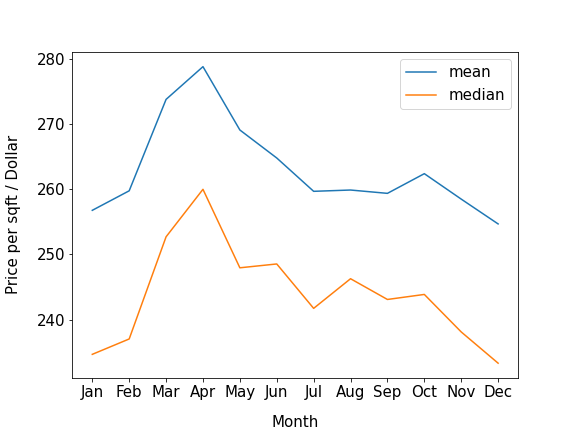 280
270
260
250
240
Price per sqft / Dollar
mean
median
Jan Feb Mar Apr May Jun Jul Aug Sep Oct Nov Dec
Month